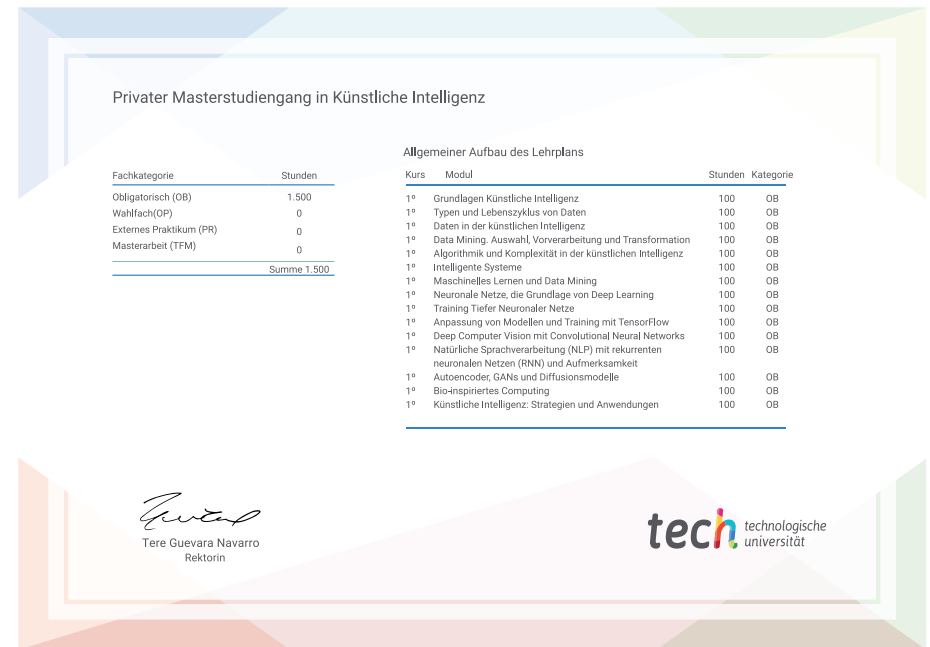 Privater Masterstudiengang in Künstliche Intelligenz
Fachkategorie Stunden
Obligatorisch (OB) 1.500
Wahlfach(OP) 0
Externes Praktikum (PR) 0
Masterarbeit (TFM) 0
Summe 1.500
Allgemeiner Aufbau des Lehrplans
Kurs Modul Stunden Kategorie
1º Grundlagen Künstliche Intelligenz 100 OB
1º Typen und Lebenszyklus von Daten 100 OB
1º Daten in der künstlichen Intelligenz 100 OB
1º Data Mining. Auswahl, Vorverarbeitung und Transformation 100 OB
1º Algorithmik und Komplexität in der künstlichen Intelligenz 100 OB
1º Intelligente Systeme 100 OB
1º Maschinelles Lernen und Data Mining 100 OB
1º Neuronale Netze, die Grundlage von Deep Learning 100 OB
1º Training Tiefer Neuronaler Netze 100 OB
1º Anpassung von Modellen und Training mit TensorFlow 100 OB
1º Deep Computer Vision mit Convolutional Neural Networks 100 OB
1º Natürliche Sprachverarbeitung (NLP) mit rekurrenten 100 OB
neuronalen Netzen (RNN) und Aufmerksamkeit
1º Autoencoder, GANs und Diffusionsmodelle 100 OB
1º Bio-inspiriertes Computing 100 OB
1º Künstliche Intelligenz: Strategien und Anwendungen 100 OB
Tere Guevara Navarro
Rektorin
tech technologische
universität